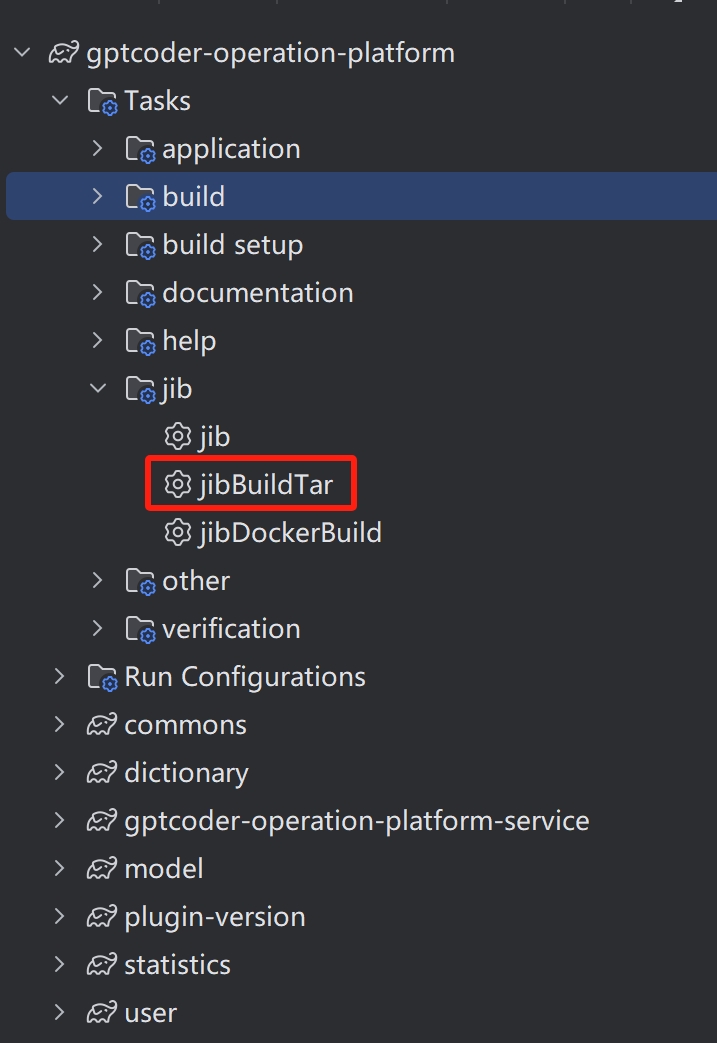 gptcoder-operation-platform
Tasks
application
build
build setup
documentation
help
jib
jib
jibBuildTar
jibDockerBuild
other
verification
Run Configurations
commons
dictionary
gptcoder-operation-platform-service
model
plugin-version
statistics
user